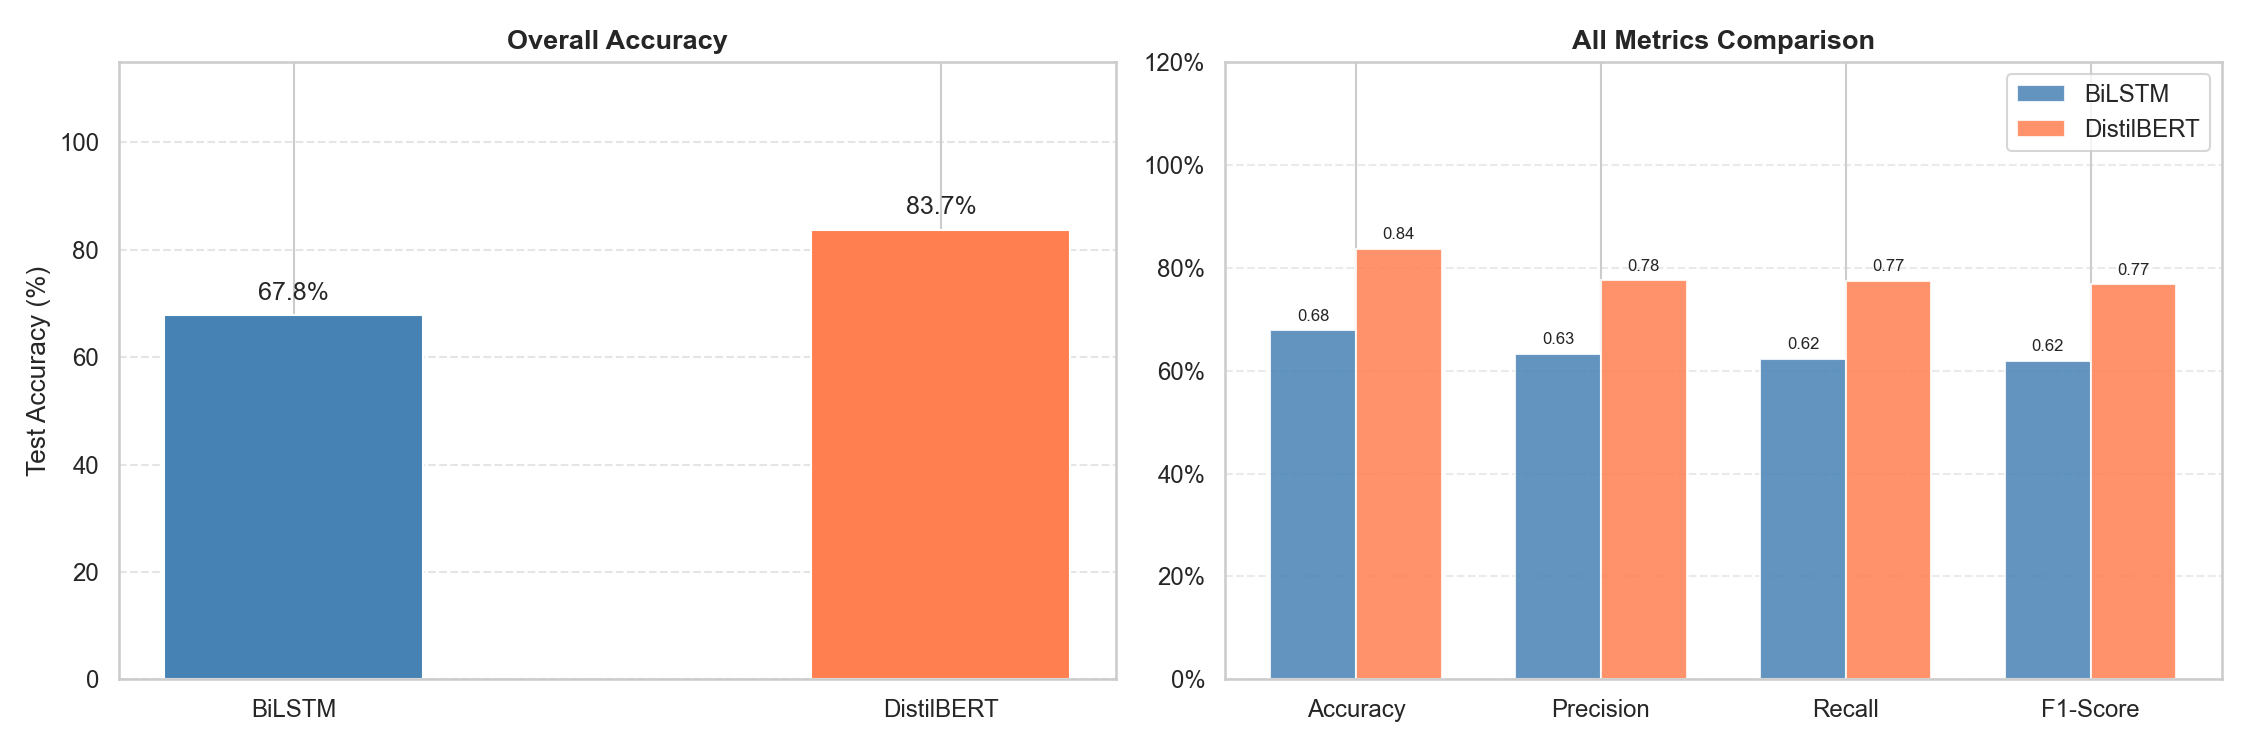 Overall Accuracy
Test Accuracy (%)
100
80
60
40
20
0
67.8%
83.7%
BiLSTM
DistilBERT
All Metrics Comparison
120%
100%
80%
60%
40%
20%
0%
BiLSTM
DistilBERT
0.68
0.84
0.63
0.78
0.62
0.77
0.62
0.77
Accuracy
Precision
Recall
F1-Score